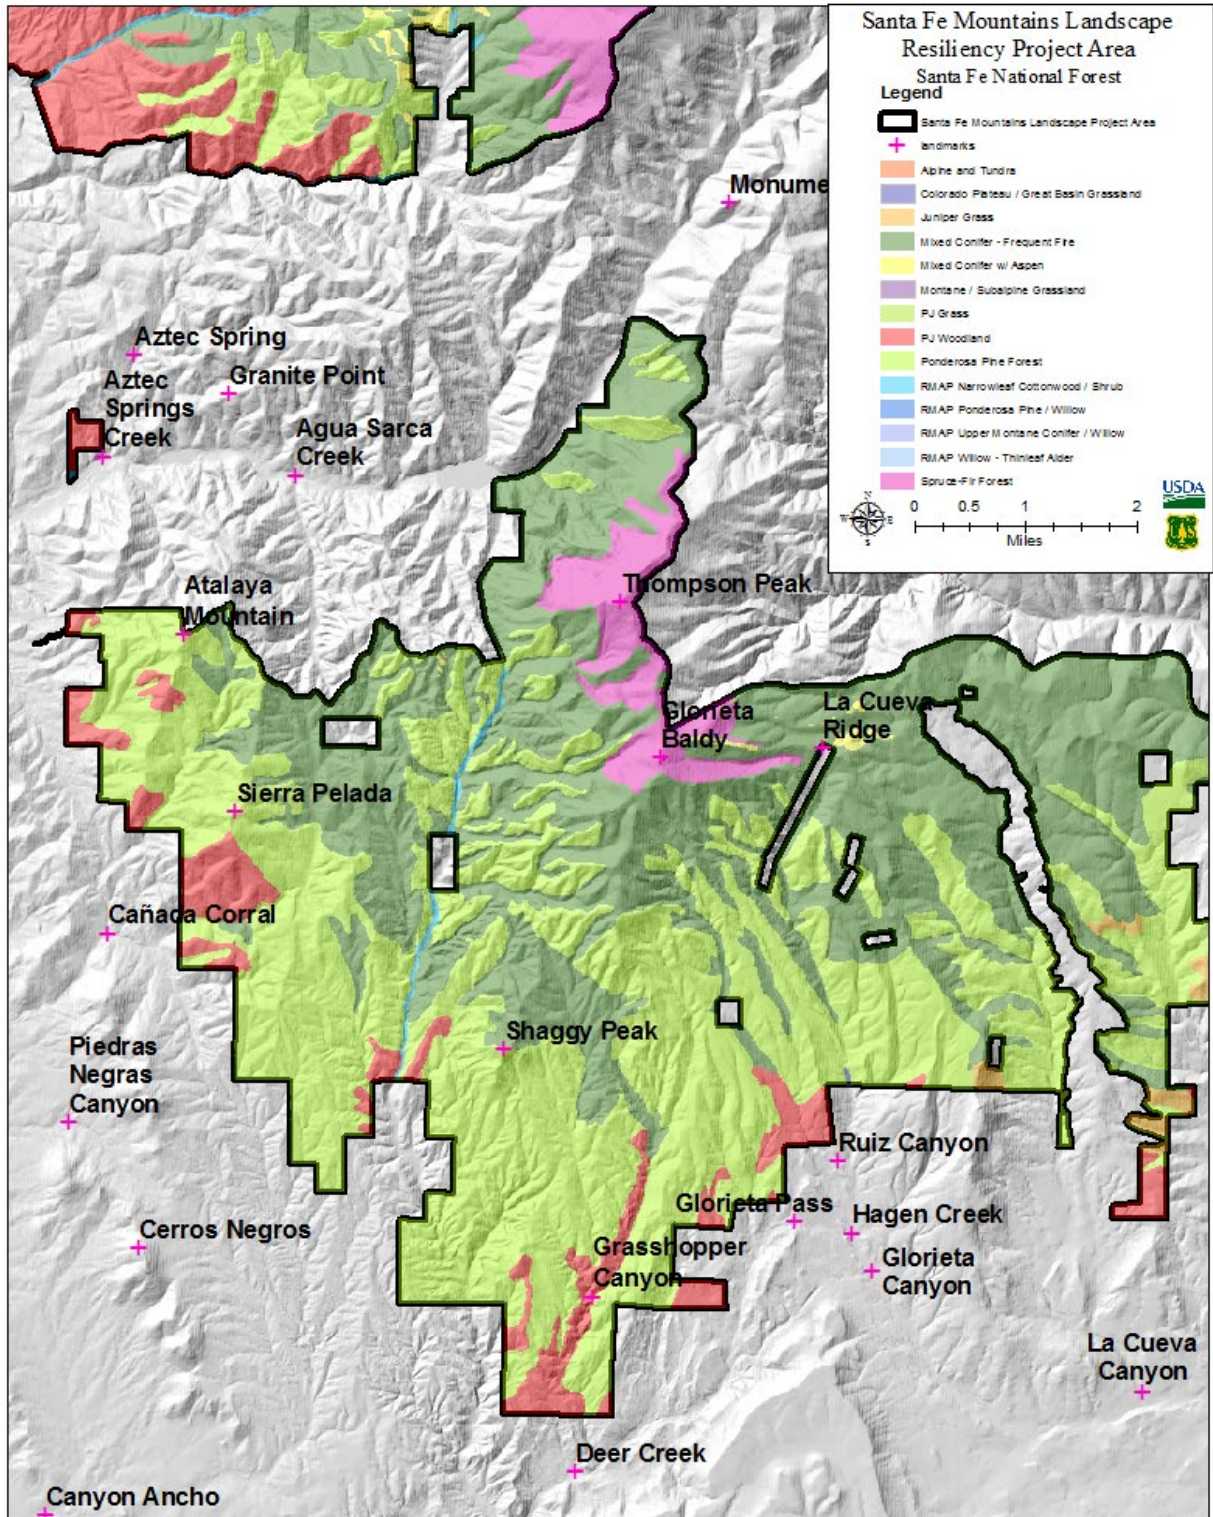 Santa Fe Mountains Landscape
Resiliency Project Area
Santa Fe National Forest
Legend
Santa Fe Mountains Landscape Project Area
landmarks
Alpine and Tundra
Colorado Plateau / Great Basin Grassland
Juniper Grass
Mixed Conifer - Frequent Fire
Mixed Conifer w/ Aspen
Montane / Subalpine Grassland
PJ Grass
PJ Woodland
Ponderosa Pine Forest
RMAP Narrowleaf Cottonwood / Shrub
RMAP Ponderosa Pine / Willow
RMAP Upper Montane Conifer / Willow
RMAP Willow - Thinleaf Alder
Spruce-Fir Forest
USDA
UAS
N
W E
S
0 0.5 1 2
Miles
Monume
Aztec Spring
Granite Point
Aztec
Springs
Creek
Agua Sarca
Creek
Atalaya
Mountain
Thompson Peak
Glorieta
Baldy
La Cueva
Ridge
Sierra Pelada
Cañada Corral
Shaggy Peak
Piedras
Negras
Canyon
Ruiz Canyon
Glorieta Pass
Hagen Creek
Cerros Negros
Grasshopper
Canyon
Glorieta
Canyon
La Cueva
Canyon
Deer Creek
Canyon Ancho